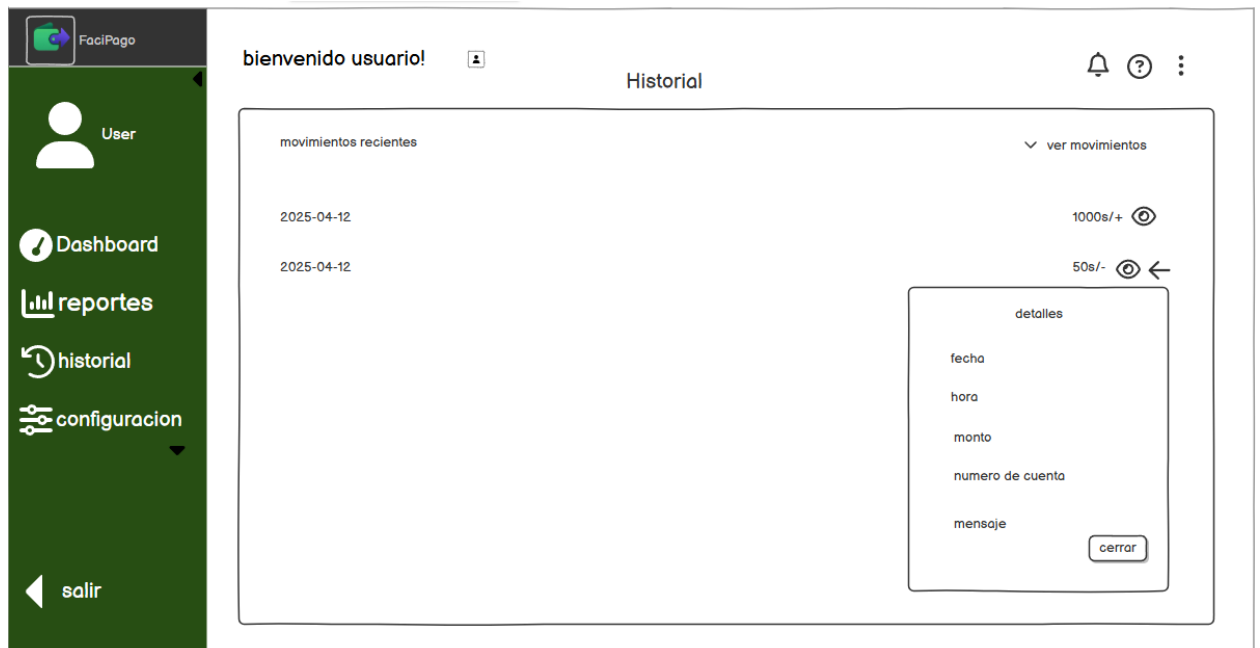 FaciPago
bienvenido usuario!
Historial
User
movimientos recientes
ver movimientos
2025-04-12
1000s/+
Dashboard
2025-04-12
50s/-
reportes
detalles
historial
fecha
hora
configuracion
monto
numero de cuenta
mensaje
cerrar
salir